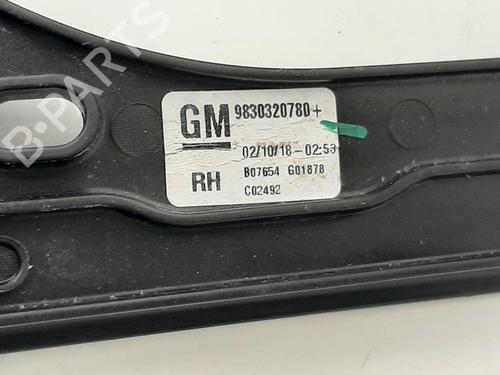 GM 9830320780+
02/10/18-02:53
RH B07654 G01878
C02492
B-PARTS